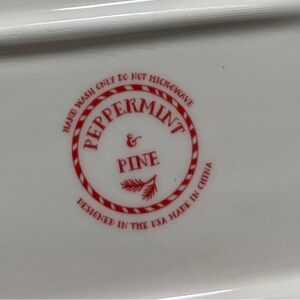 HAND WASH ONLY DO NOT MICROWAVE
PEPPERMINT
&
PINE
DESIGNED IN THE USA MADE IN CHINA